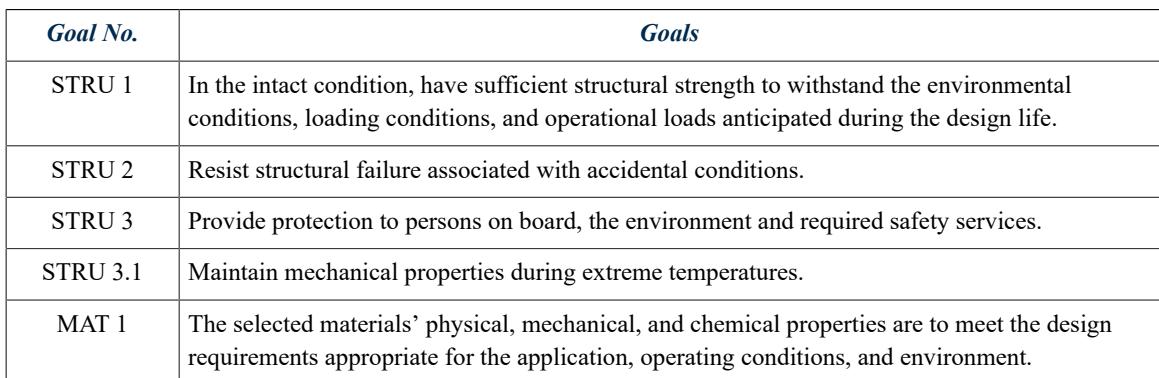 Goal No. Goals
STRU 1 In the intact condition, have sufficient structural strength to withstand the environmental
conditions, loading conditions, and operational loads anticipated during the design life.
STRU 2 Resist structural failure associated with accidental conditions.
STRU 3 Provide protection to persons on board, the environment and required safety services.
STRU 3.1 Maintain mechanical properties during extreme temperatures.
MAT 1 The selected materials’ physical, mechanical, and chemical properties are to meet the design
requirements appropriate for the application, operating conditions, and environment.